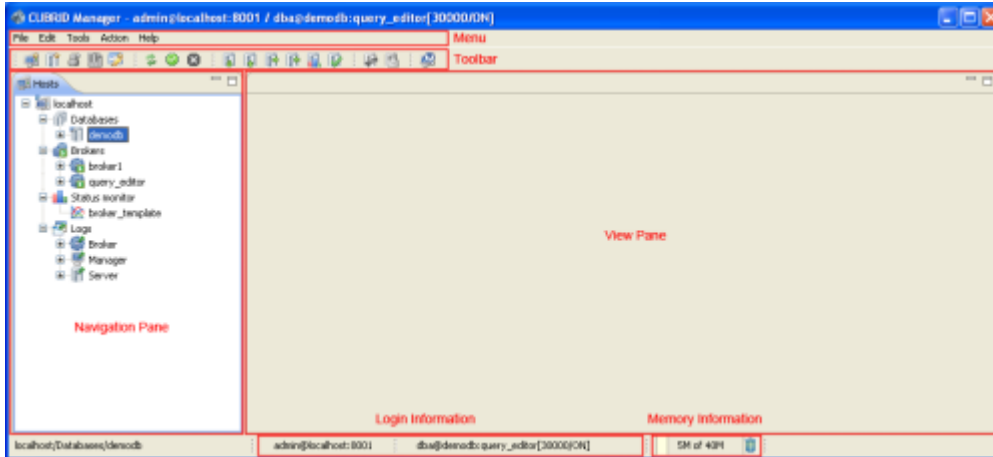 CUBRID Manager - admin@localhost:8001 / dba@demodb:query_editor[30000/ON]
File Edit Tools Action Help
Menu
Toolbar
Hosts
localhost
Databases
demodb
Brokers
broker1
query_editor
Status monitor
broker_template
Logs
Broker
Manager
Server
View Pane
Navigation Pane
Login Information
Memory Information
localhost/Databases/demodb
admin@localhost:8001
dba@demodb:query_editor[30000/ON]
5M of 40M